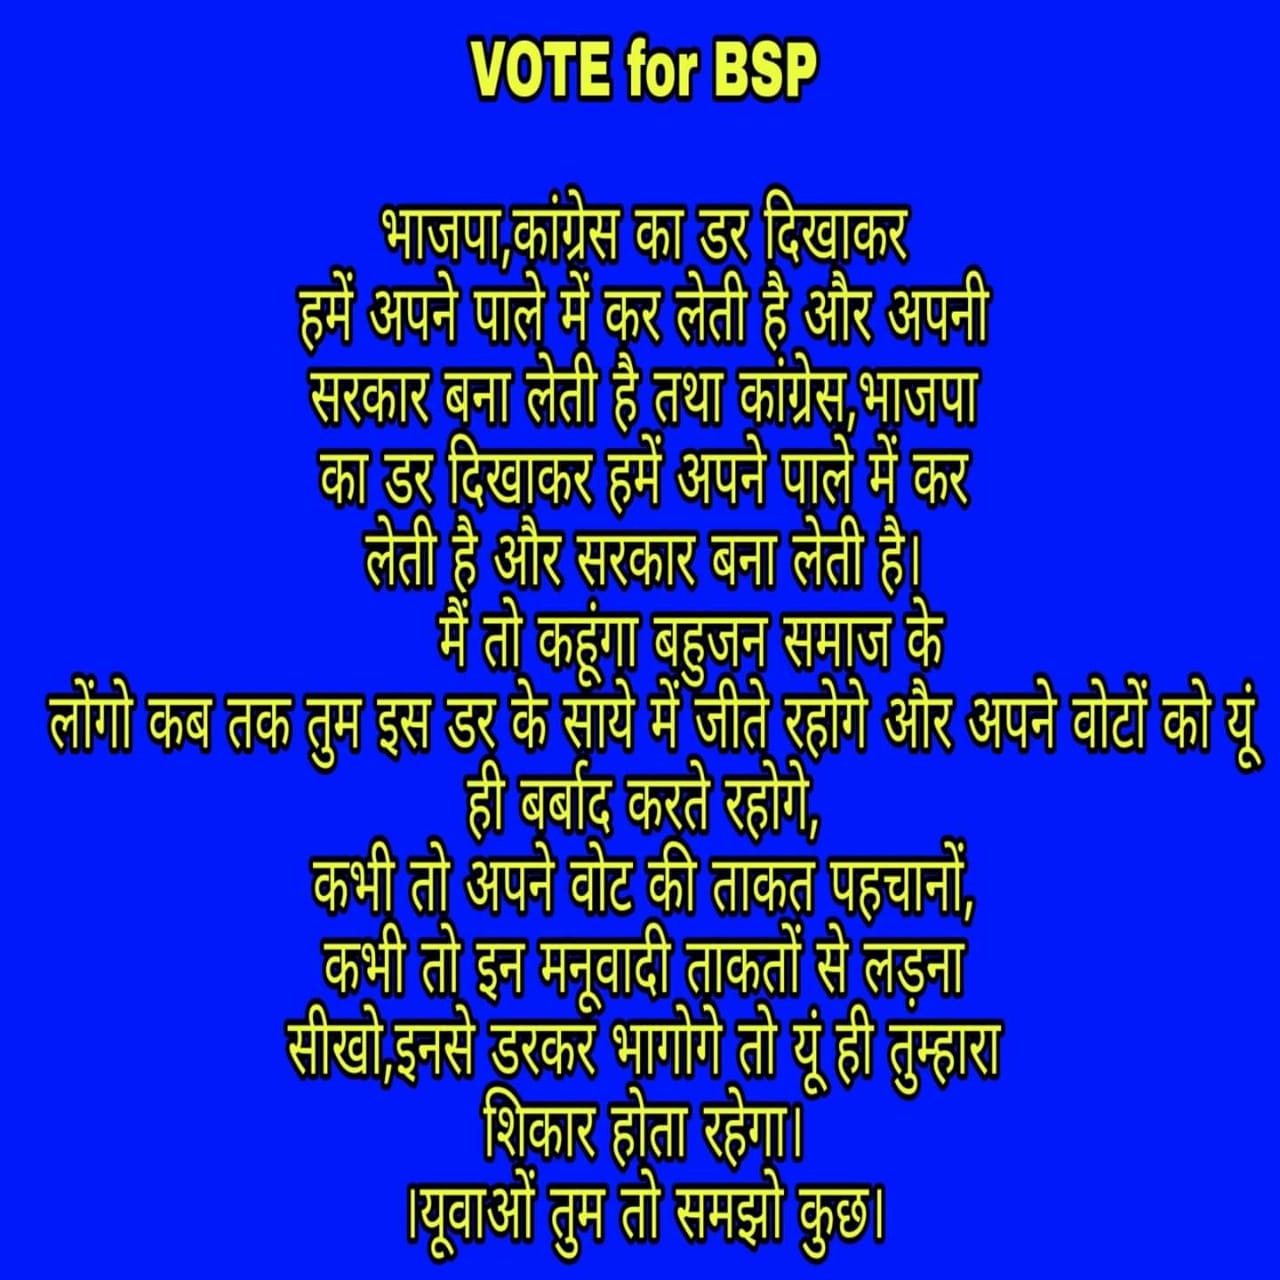 VOTE for BSP
भाजपा,कांग्रेस का डर दिखाकर
हमें अपने पाले में कर लेती है और अपनी
सरकार बना लेती है तथा कांग्रेस,भाजपा
का डर दिखाकर हमें अपने पाले में कर
लेती है और सरकार बना लेती है।
मैं तो कहूंगा बहुजन समाज के
लोंगो कब तक तुम इस डर के साये में जीते रहोगे और अपने वोटों को यूं
ही बर्बाद करते रहोगे,
कभी तो अपने वोट की ताकत पहचानों,
कभी तो इन मनूवादी ताकतों से लड़ना
सीखो,इनसे डरकर भागोगे तो यूं ही तुम्हारा
शिकार होता रहेगा।
।यूवाओं तुम तो समझो कुछ।